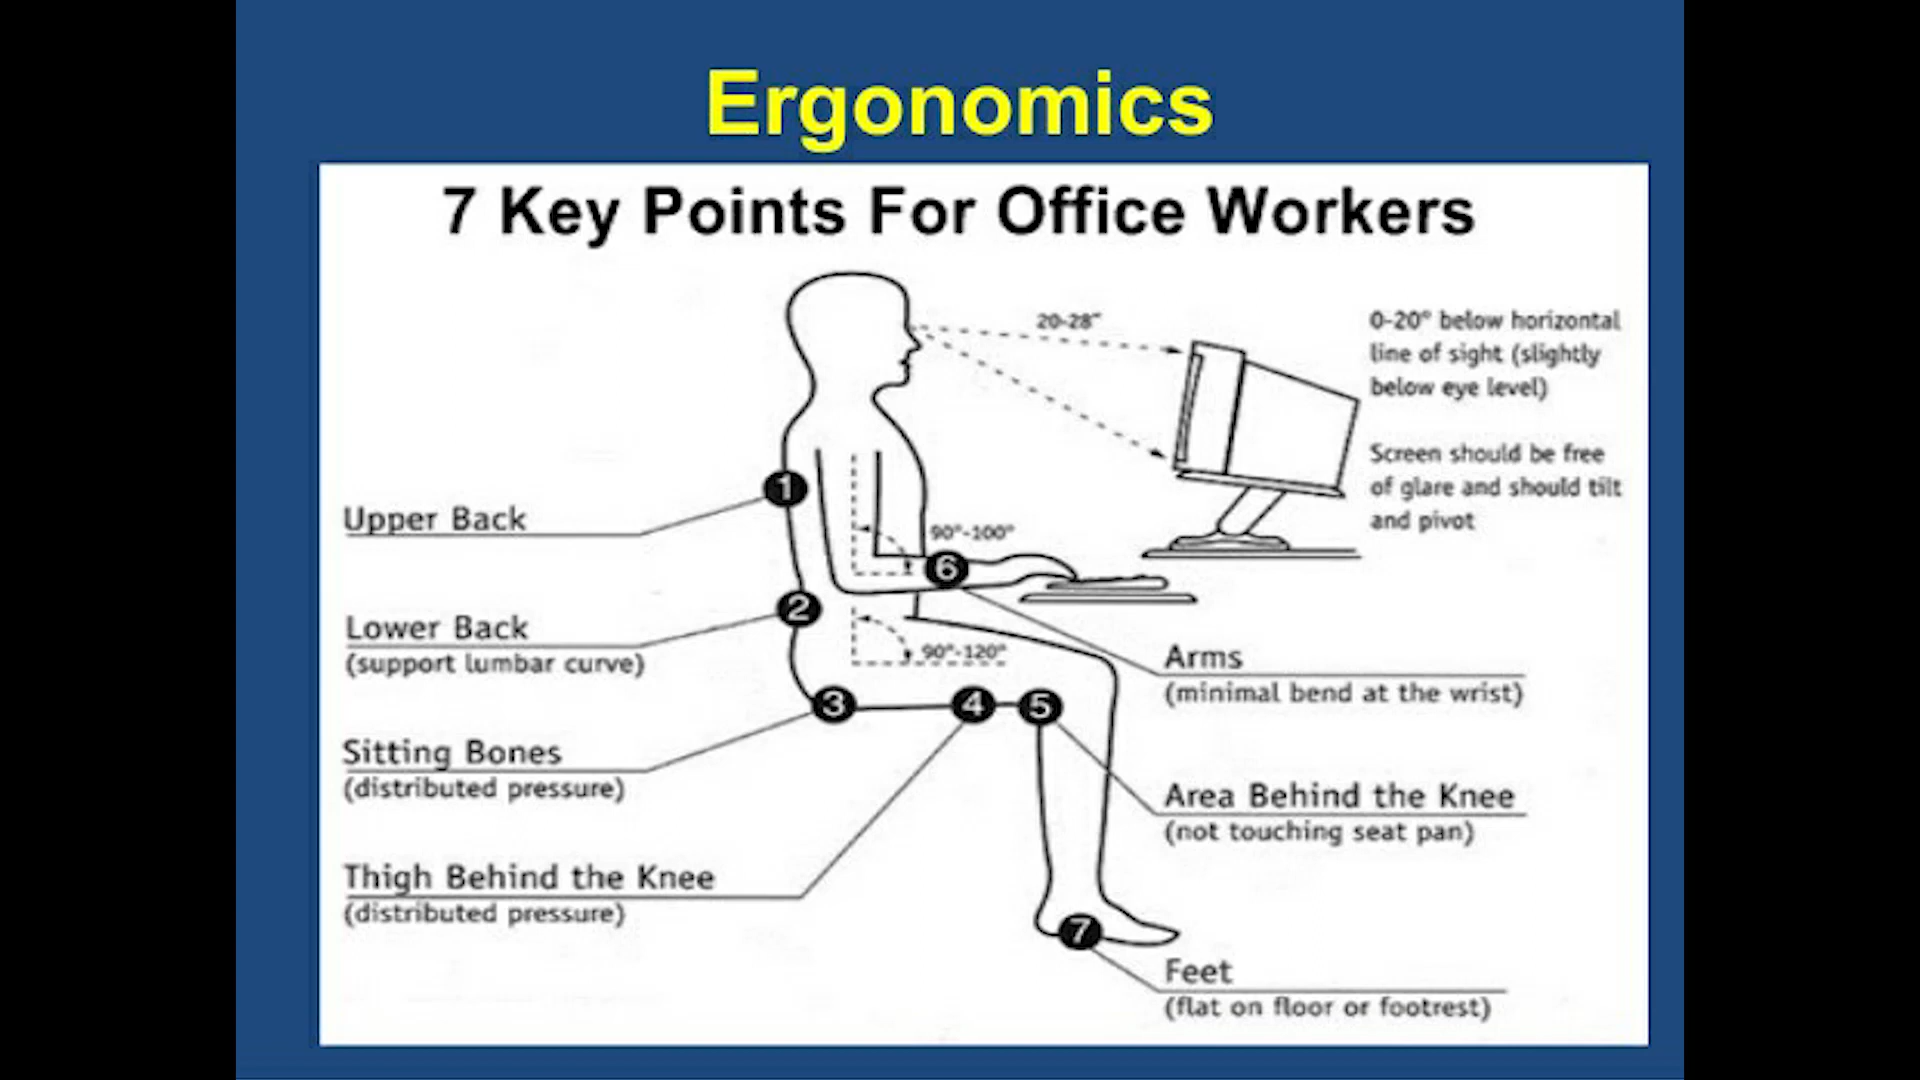 Ergonomics
7 Key Points For Office Workers
20-28"
0-20° below horizontal
line of sight (slightly
below eye level)
Screen should be free
of glare and should tilt
and pivot
1
Upper Back
90°-100°
6
2
Lower Back
(support lumbar curve)
90°-120°
Arms
(minimal bend at the wrist)
3
4
5
Sitting Bones
(distributed pressure)
Area Behind the Knee
(not touching seat pan)
Thigh Behind the Knee
(distributed pressure)
7
Feet
(flat on floor or footrest)